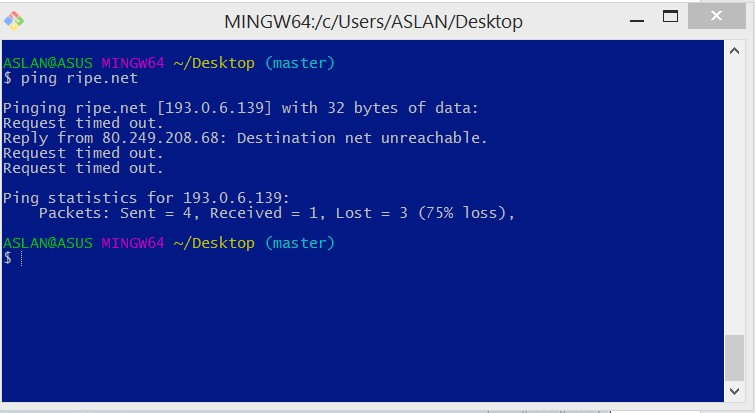 MINGW64:/c/Users/ASLAN/Desktop
ASLAN@ASUS MINGW64 ~/Desktop (master)
$ ping ripe.net
Pinging ripe.net [193.0.6.139] with 32 bytes of data:
Request timed out.
Reply from 80.249.208.68: Destination net unreachable.
Request timed out.
Request timed out.
Ping statistics for 193.0.6.139:
    Packets: Sent = 4, Received = 1, Lost = 3 (75% loss),
ASLAN@ASUS MINGW64 ~/Desktop (master)
$